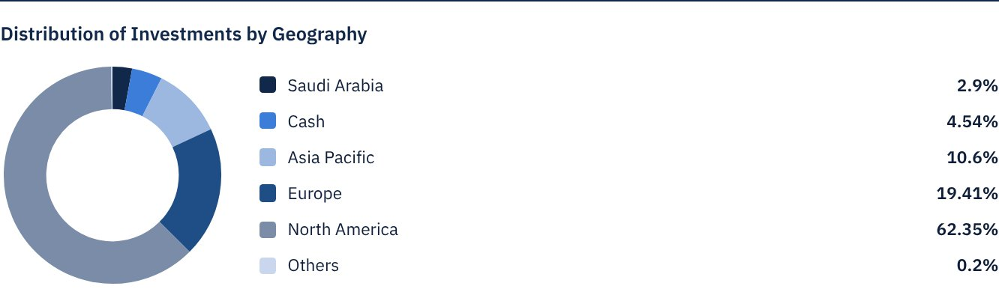 Distribution of Investments by Geography
Saudi Arabia 2.9%
Cash 4.54%
Asia Pacific 10.6%
Europe 19.41%
North America 62.35%
Others 0.2%